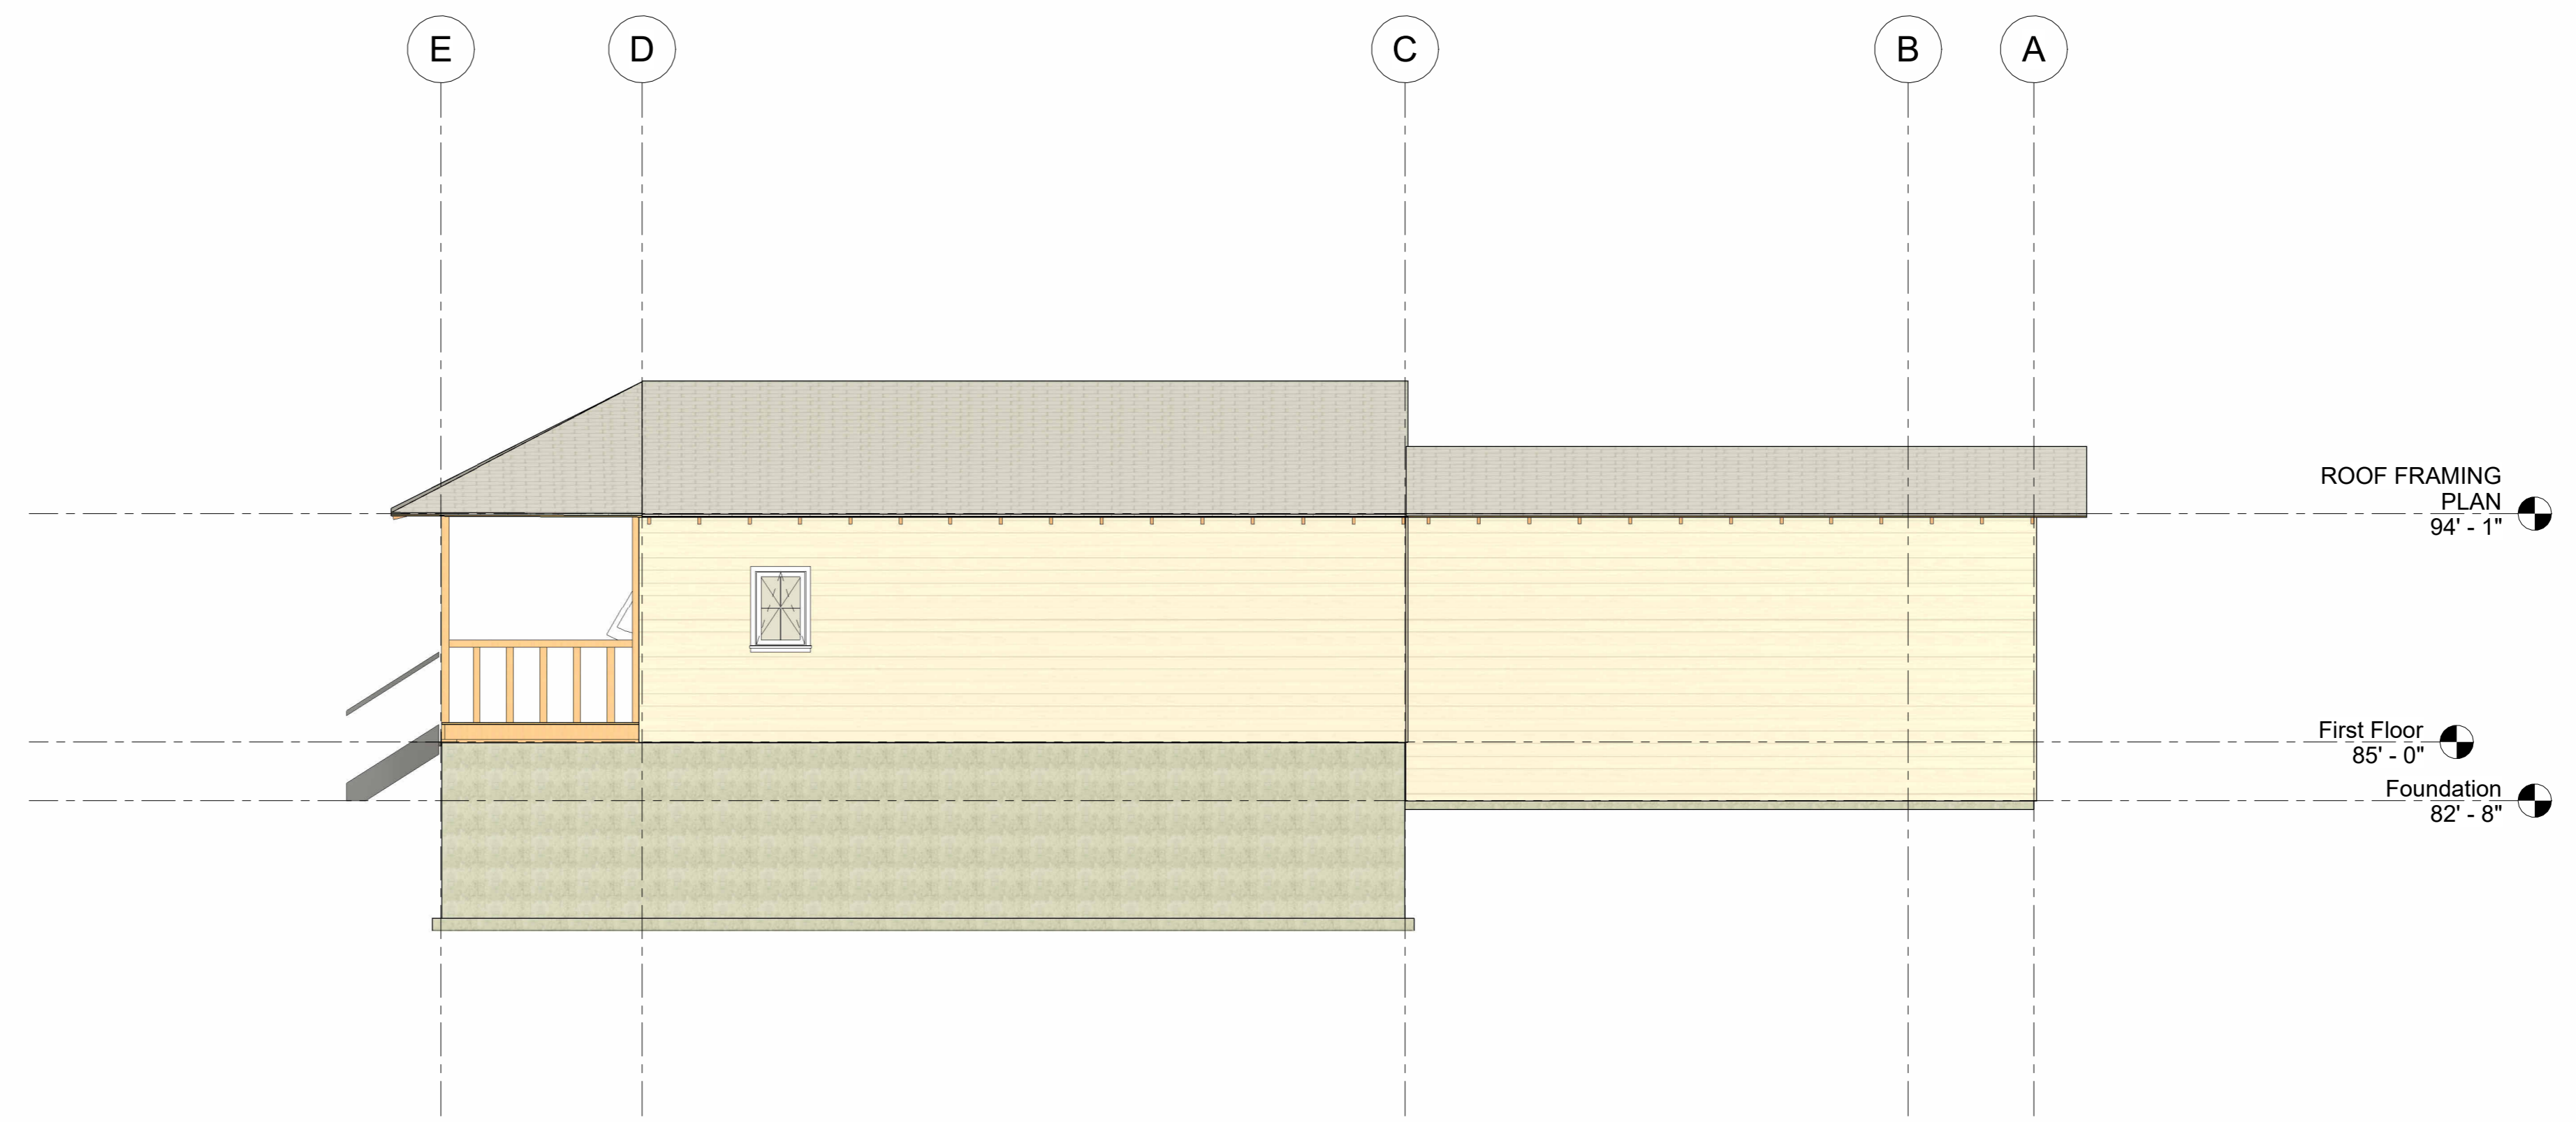 E
D
C
B
A
ROOF FRAMING
PLAN
94' - 1"
First Floor
85' - 0"
Foundation
82' - 8"